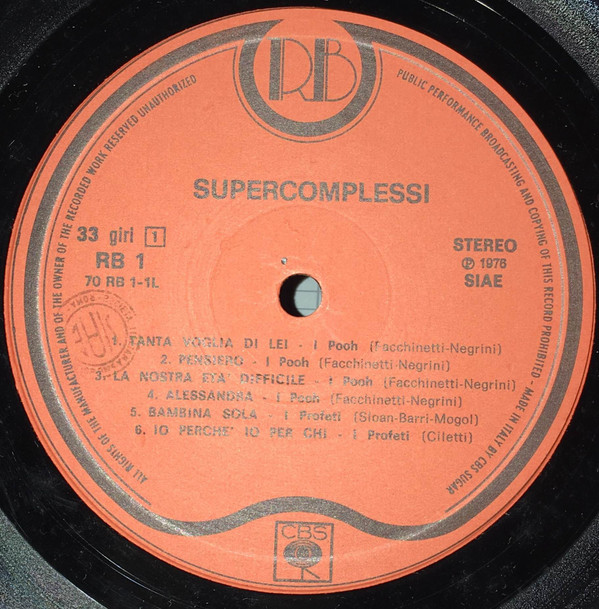 RB
ALL RIGHTS OF THE MANUFACTURER AND OF THE OWNER OF THE RECORDED WORK RESERVED UNAUTHORIZED
PUBLIC PERFORMANCE BROADCASTING AND COPYING OF THIS RECORD PROHIBITED - MADE IN ITALY BY CBS SUGAR
SUPERCOMPLESSI
33 giri 1
RB 1
70 RB 1-1L
STEREO
℗ 1976
SIAE
1. TANTA VOGLIA DI LEI - I Pooh (Facchinetti-Negrini)
2. PENSIERO - I Pooh (Facchinetti-Negrini)
3. LA NOSTRA ETA' DIFFICILE - I Pooh (Facchinetti-Negrini)
4. ALESSANDRA - I Pooh (Facchinetti-Negrini)
5. BAMBINA SOLA - I Profeti (Sloan-Barri-Mogol)
6. IO PERCHE' IO PER CHI - I Profeti (Ciletti)
CBS